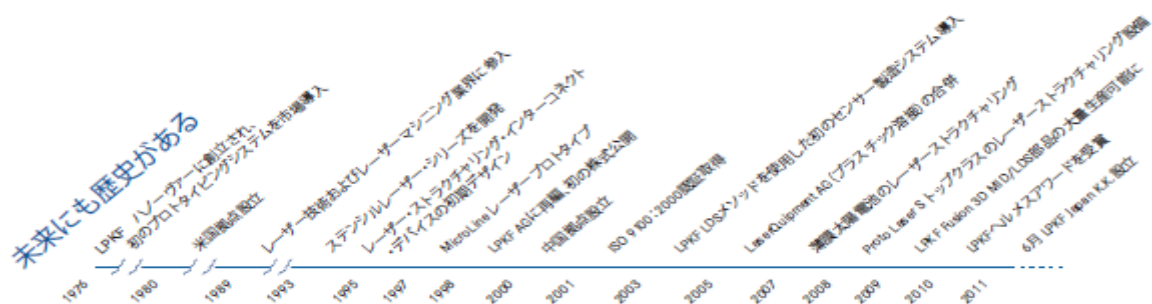 未来にも歴史がある
LPKF ハノーヴァーに創立され、
初のプロトタイピングシステムを市場導入
米国拠点設立
レーザー技術およびレーザーマシニング業界に参入
ステンシルレーザー・シリーズを開発
レーザー・ストラクチャリング・インターコネクト
・デバイスの初期デザイン
MicroLine レーザープロトタイプ
LPKF AGに再編、初の株式公開
中国拠点設立
ISO 9100:2000認証取得
LPKF LDSメソッドを使用した初のセンサー製造システム導入
LaserQuipment AG (プラスチック溶接) の合併
薄膜太陽電池のレーザーストラクチャリング
ProtoLaser S トップクラスのレーザーストラクチャリング設備
LPKF Fusion 3D MID/LDS部品の大量生産可能に
LPKFヘルメスアワードを受賞
6月 LPKF Japan K.K. 設立
1976
1980
1989
1993
1995
1997
1998
2000
2001
2003
2005
2007
2008
2009
2010
2011